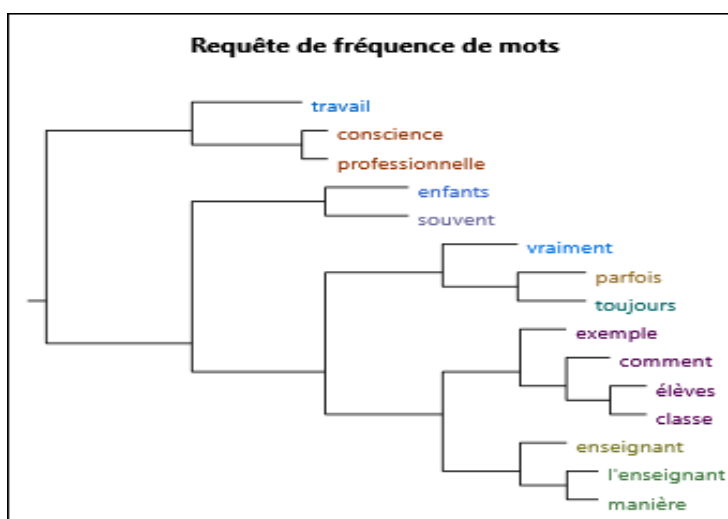 Requête de fréquence de mots
travail
conscience
professionnelle
enfants
souvent
vraiment
parfois
toujours
exemple
comment
élèves
classe
enseignant
l'enseignant
manière